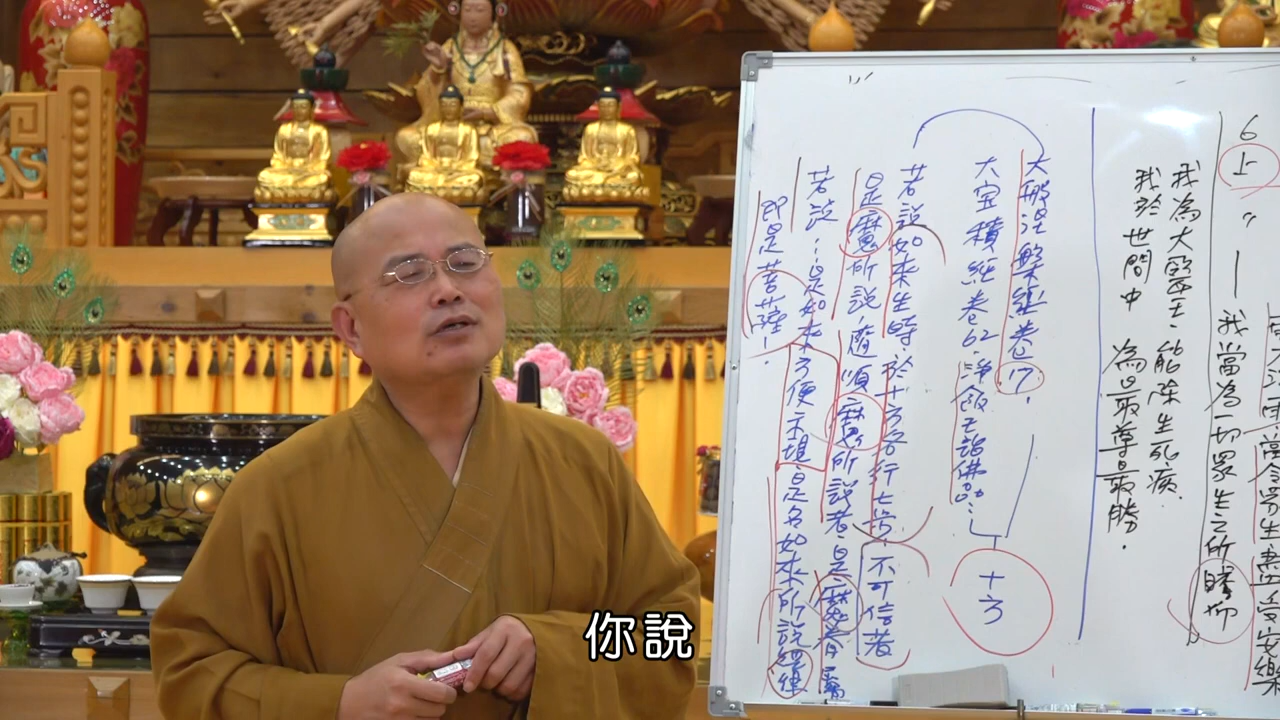 6
上
〃 — 我當為一切眾生之所瞻仰
我為大醫王，能除生死病．
我於世間中 為最尊最勝．
大般涅槃經卷17．
大宝積經卷62．淨飯王詣佛品：
十方
若說如來生時，於十方各行七步，不可信者
是魔所說，隨順魔所說者，是魔眷屬
若說：是如來方便示現，是名如來所說經律
即是菩薩．
你說